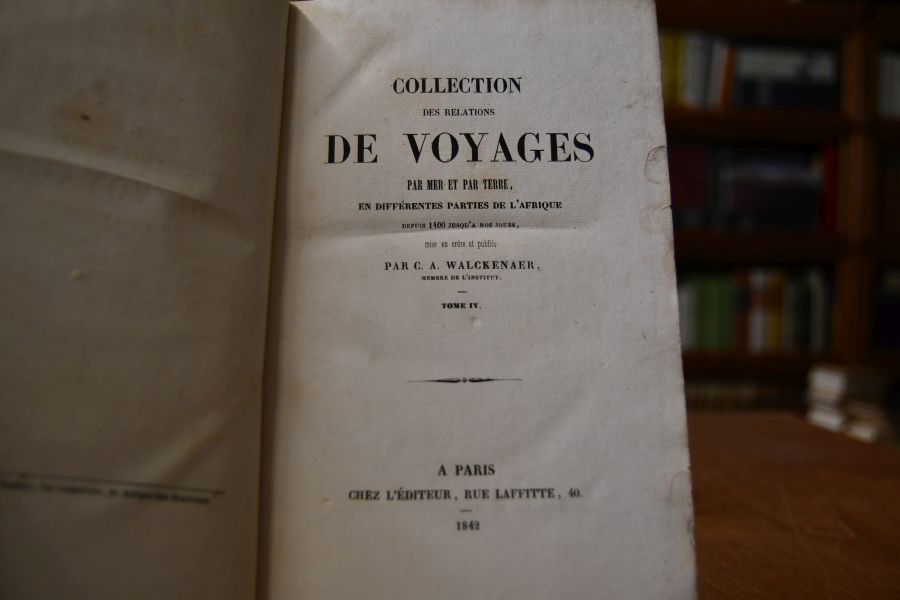 COLLECTION
DES RELATIONS
DE VOYAGES
PAR MER ET PAR TERRE,
EN DIFFÉRENTES PARTIES DE L'AFRIQUE
DEPUIS 1400 JUSQU'A NOS JOURS,
mise en ordre et publiée
PAR C. A. WALCKENAER,
MEMBRE DE L'INSTITUT.
TOME IV.
A PARIS
CHEZ L'ÉDITEUR, RUE LAFFITTE, 40.
1842